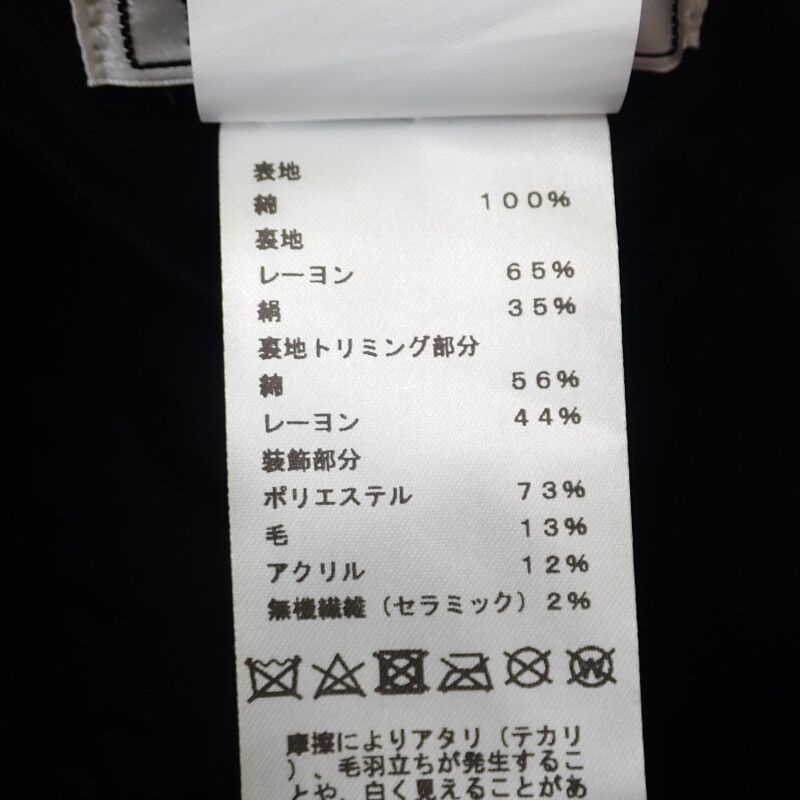 表地
綿 100%
裏地
レーヨン 65%
絹 35%
裏地トリミング部分
綿 56%
レーヨン 44%
装飾部分
ポリエステル 73%
毛 13%
アクリル 12%
無機繊維（セラミック）2%
W
摩擦によりアタリ（テカリ
）、毛羽立ちが発生するこ
とや、白く見えることがあ